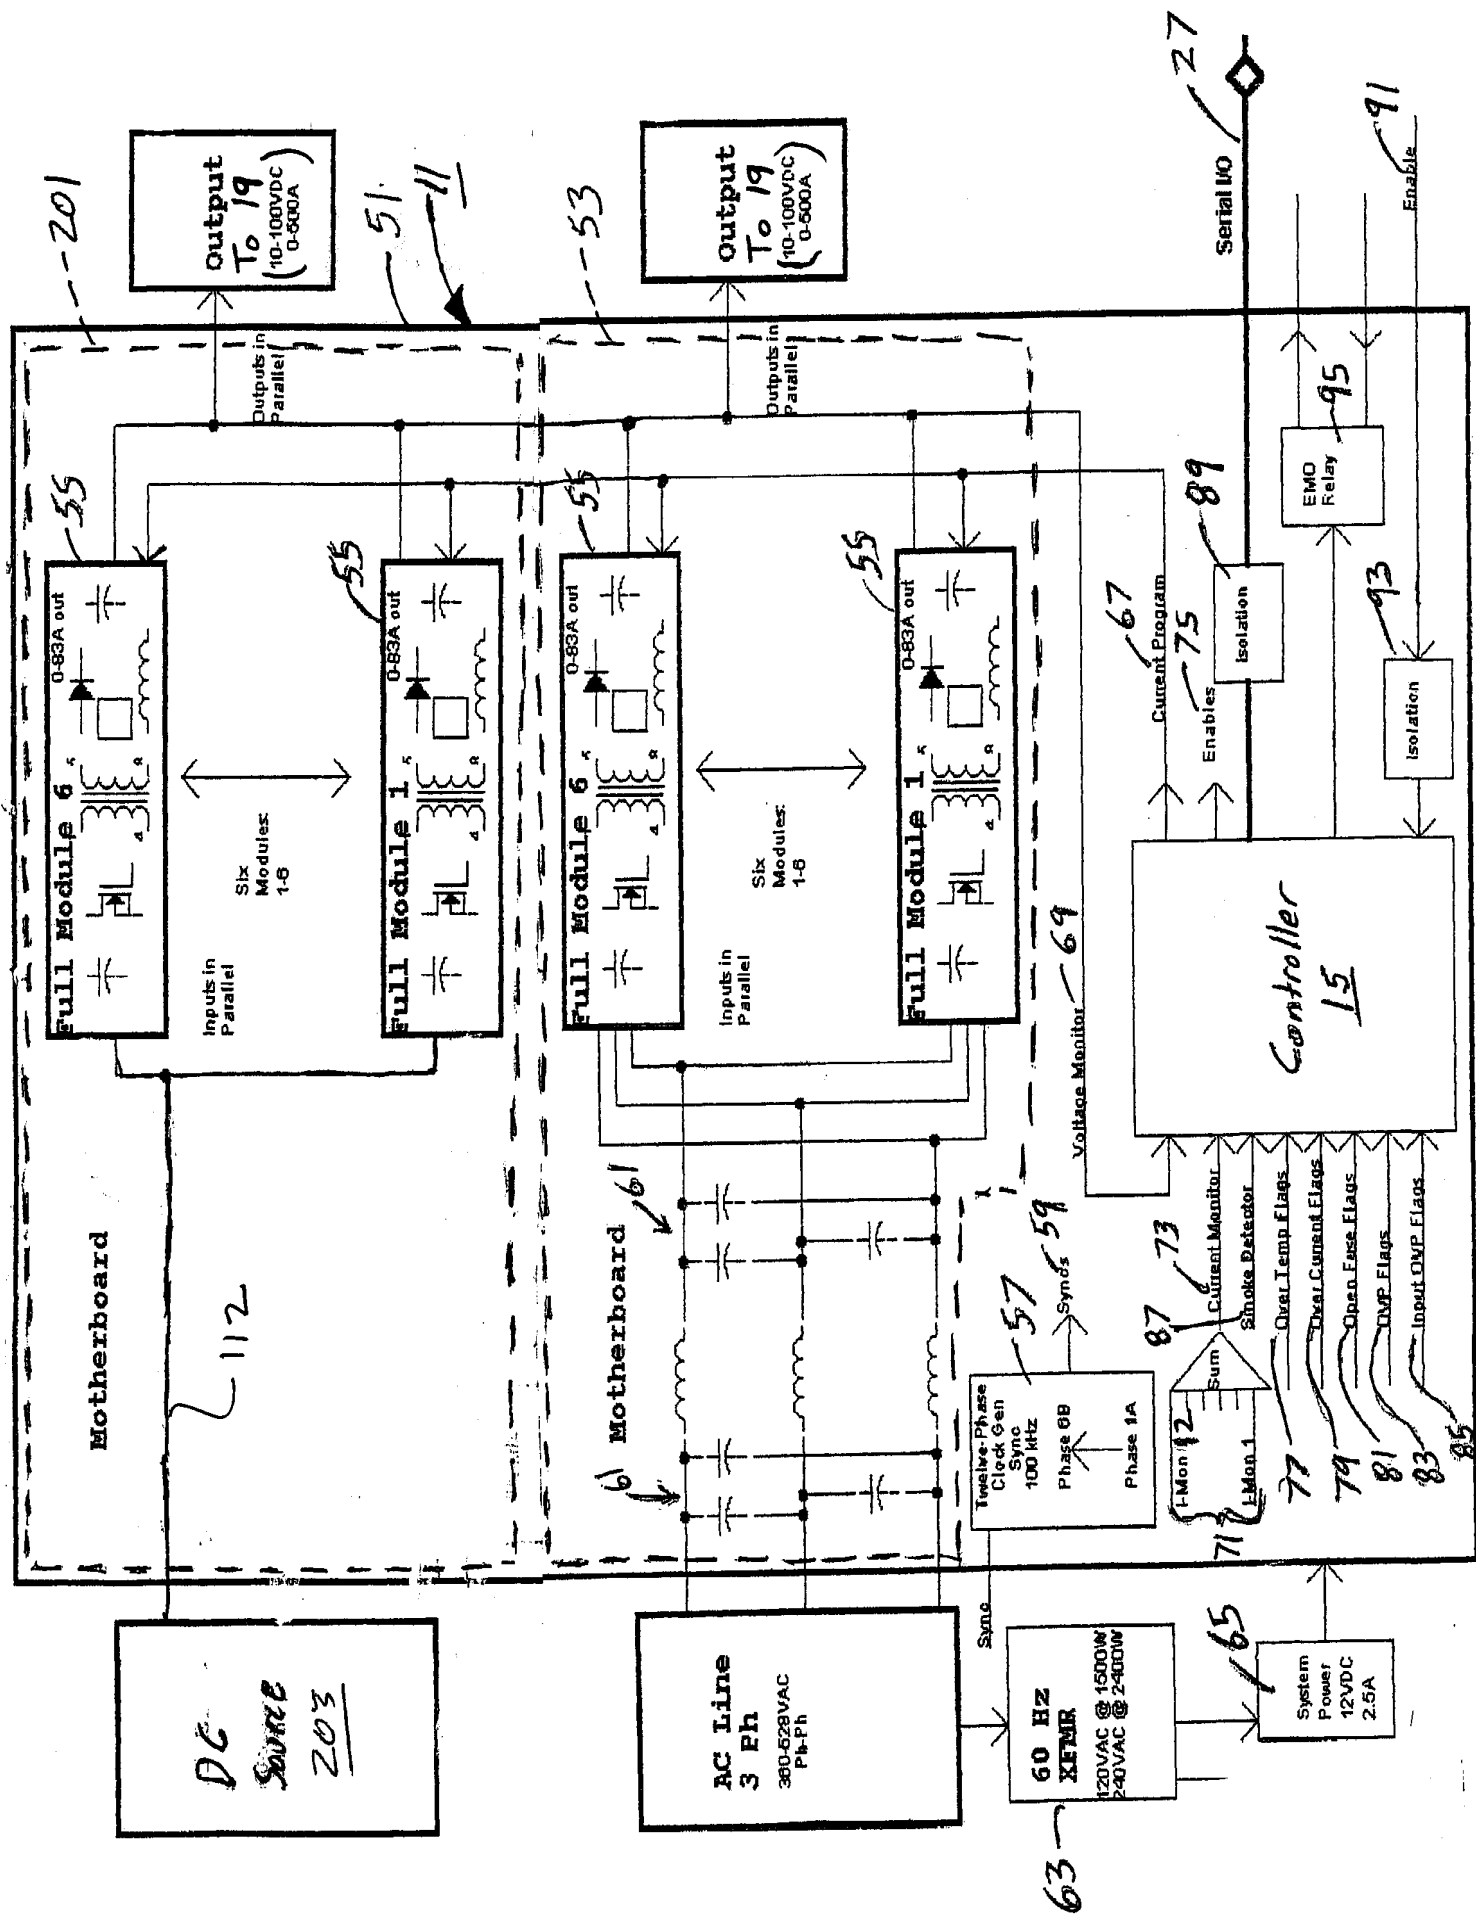 DC
Source
203
112
Motherboard
201
Full Module 6
0-83A out
55
Inputs in
Parallel
Six
Modules:
1-6
Full Module 1
0-83A out
55
Outputs in
Parallel
Output
To 19
(10-100VDC
0-500A)
51
11
AC Line
3 Ph
380-528VAC
Ph-Ph
61
Motherboard
61
53
Full Module 6
0-83A out
55
Inputs in
Parallel
Six
Modules:
1-6
Full Module 1
0-83A out
55
Outputs in
Parallel
Output
To 19
(10-100VDC
0-500A)
63
60 Hz
XFMR
120VAC @ 1500W
240VAC @ 2400W
65
System
Power
12VDC
2.5A
Sync
Twelve-Phase
Clock Gen
Sync
100 kHz
Phase 6B
Phase 1A
57
Syncs
59
Voltage Monitor
69
71
I-Mon 12
I-Mon 1
Sum
87
73
Current Monitor
Smoke Detector
77
Over Temp Flags
79
Over Current Flags
81
Open Fuse Flags
83
OVP Flags
85
Input OVP Flags
Controller
15
67
Current Program
75
Enables
Isolation
89
Serial I/O
27
EMO
Relay
95
Isolation
93
Enable
91